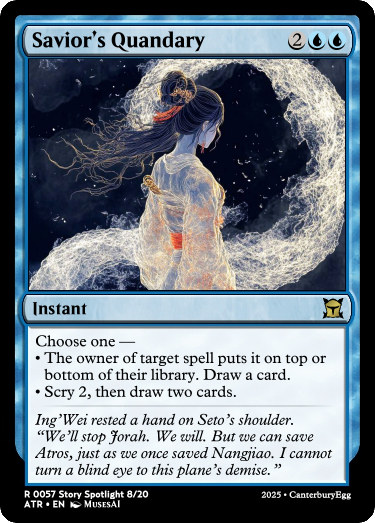 Savior's Quandary 2
Instant
Choose one —
• The owner of target spell puts it on top or
bottom of their library. Draw a card.
• Scry 2, then draw two cards.
Ing'Wei rested a hand on Seto's shoulder.
“We'll stop Jorah. We will. But we can save
Atros, just as we once saved Nangjiao. I cannot
turn a blind eye to this plane's demise.”
R 0057 Story Spotlight 8/20
ATR • EN MusesAI
2025 • CanterburyEgg